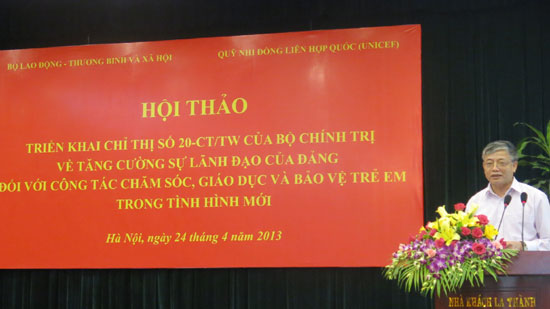 BỘ LAO ĐỘNG - THƯƠNG BINH VÀ XÃ HỘI
QUỸ NHI ĐỒNG LIÊN HỢP QUỐC (UNICEF)
HỘI THẢO
TRIỂN KHAI CHỈ THỊ SỐ 20-CT/TW CỦA BỘ CHÍNH TRỊ
VỀ TĂNG CƯỜNG SỰ LÃNH ĐẠO CỦA ĐẢNG
ĐỐI VỚI CÔNG TÁC CHĂM SÓC, GIÁO DỤC VÀ BẢO VỆ TRẺ EM
TRONG TÌNH HÌNH MỚI
Hà Nội, ngày 24 tháng 4 năm 2013
NHÀ KHÁCH LA THÀNH